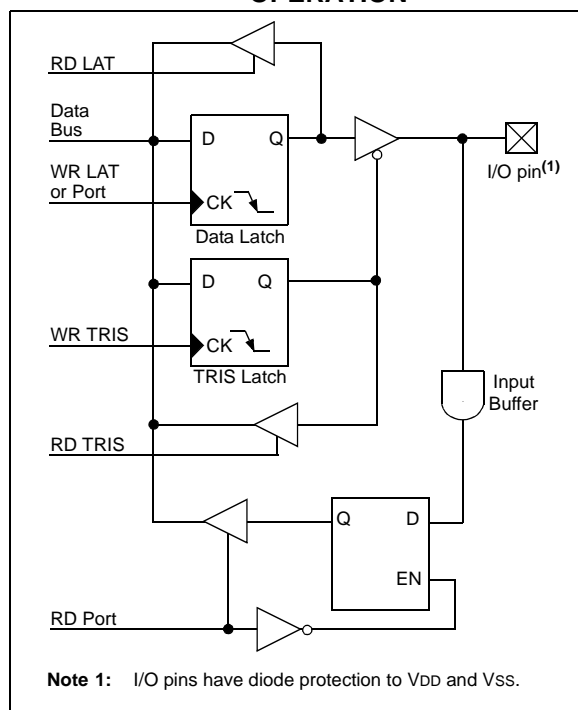 OPERATION
RD LAT
Data
Bus
D Q
WR LAT
or Port
CK
Data Latch
I/O pin(1)
D Q
WR TRIS
CK
TRIS Latch
Input
Buffer
RD TRIS
Q D
EN
RD Port
Note 1: I/O pins have diode protection to VDD and VSS.